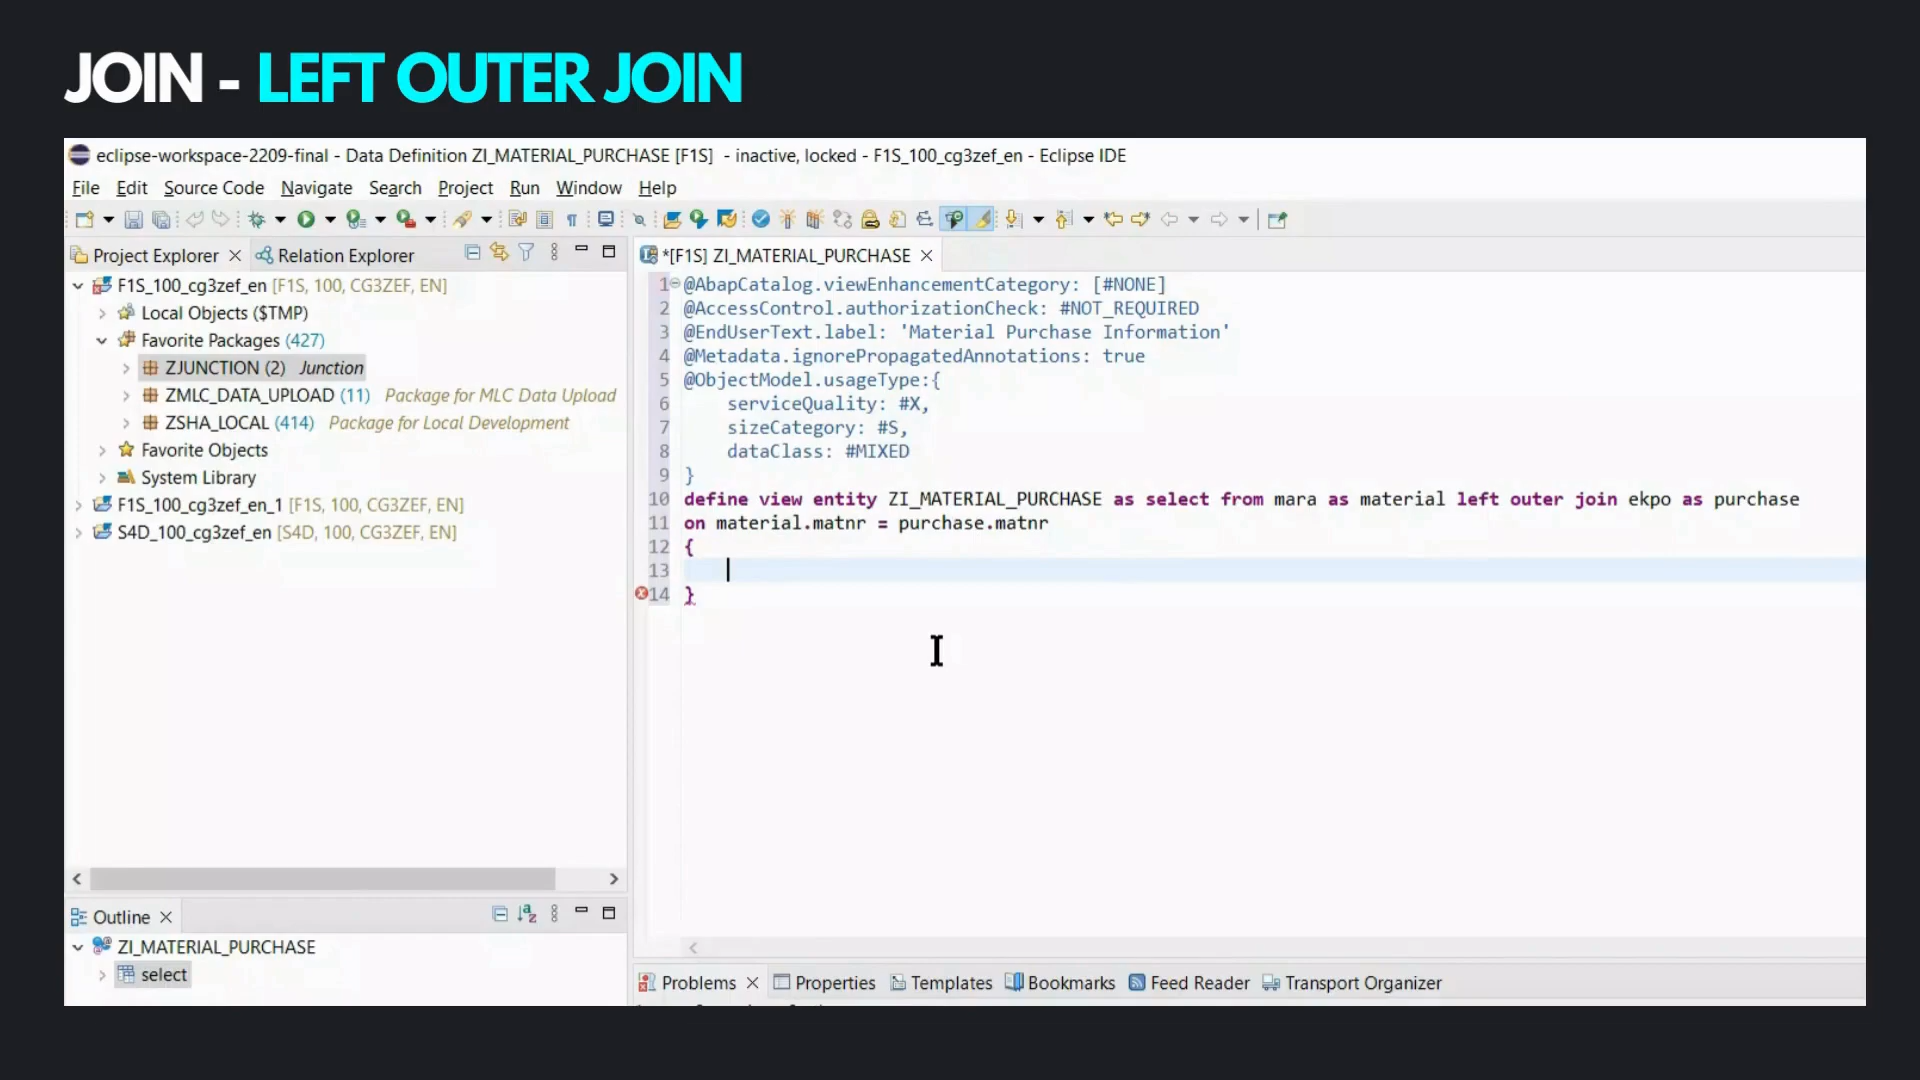 JOIN - LEFT OUTER JOIN
eclipse-workspace-2209-final - Data Definition ZI_MATERIAL_PURCHASE [F1S] - inactive, locked - F1S_100_cg3zef_en - Eclipse IDE
File Edit Source Code Navigate Search Project Run Window Help
Project Explorer Relation Explorer
F1S_100_cg3zef_en [F1S, 100, CG3ZEF, EN]
Local Objects ($TMP)
Favorite Packages (427)
ZJUNCTION (2) Junction
ZMLC_DATA_UPLOAD (11) Package for MLC Data Upload
ZSHA_LOCAL (414) Package for Local Development
Favorite Objects
System Library
F1S_100_cg3zef_en_1 [F1S, 100, CG3ZEF, EN]
S4D_100_cg3zef_en [S4D, 100, CG3ZEF, EN]
Outline
ZI_MATERIAL_PURCHASE
select
*[F1S] ZI_MATERIAL_PURCHASE
1 @AbapCatalog.viewEnhancementCategory: [#NONE]
2 @AccessControl.authorizationCheck: #NOT_REQUIRED
3 @EndUserText.label: 'Material Purchase Information'
4 @Metadata.ignorePropagatedAnnotations: true
5 @ObjectModel.usageType:{
6 serviceQuality: #X,
7 sizeCategory: #S,
8 dataClass: #MIXED
9 }
10 define view entity ZI_MATERIAL_PURCHASE as select from mara as material left outer join ekpo as purchase
11 on material.matnr = purchase.matnr
12 {
13
14 }
Problems Properties Templates Bookmarks Feed Reader Transport Organizer